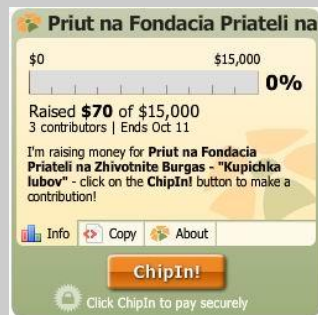 Priut na Fondacia Priateli na
$0 $15,000
0%
Raised $70 of $15,000
3 contributors | Ends Oct 11
I'm raising money for Priut na Fondacia
Priateli na Zhivotnite Burgas - "Kupichka
lubov" - click on the ChipIn! button to make a
contribution!
Info Copy About
ChipIn!
Click ChipIn to pay securely